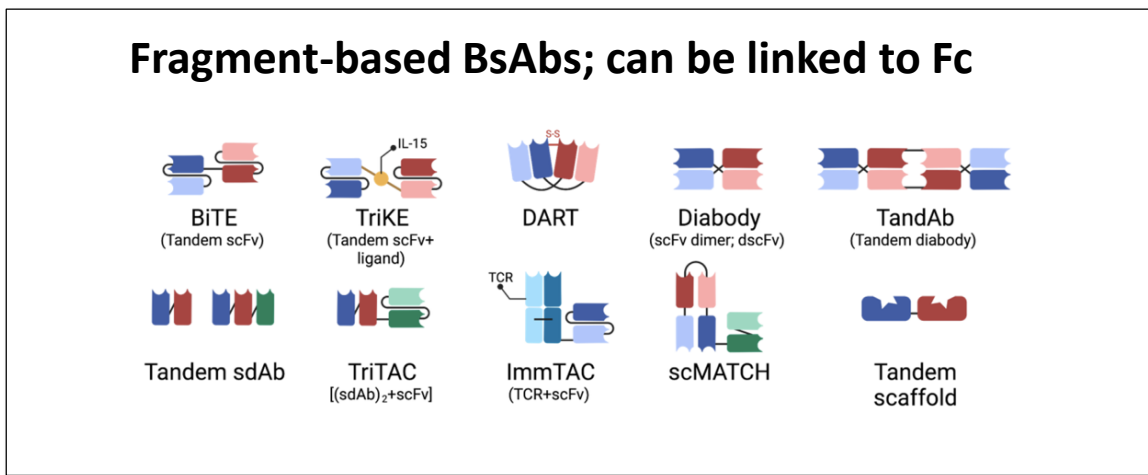 Fragment-based BsAbs; can be linked to Fc
IL-15
S-S
BiTE
(Tandem scFv)
TriKE
(Tandem scFv+
ligand)
DART
Diabody
(scFv dimer; dscFv)
TandAb
(Tandem diabody)
TCR
Tandem sdAb
TriTAC
[(sdAb)₂+scFv]
ImmTAC
(TCR+scFv)
scMATCH
Tandem
scaffold